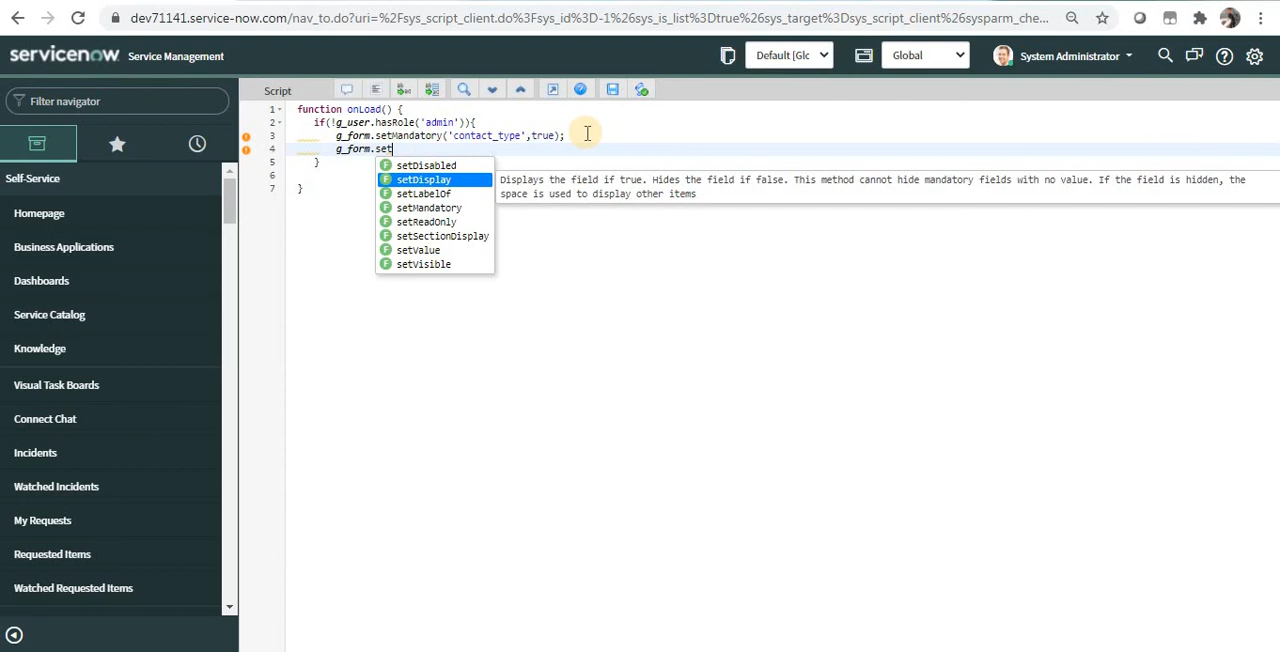 dev71141.service-now.com/nav_to.do?uri=%2Fsys_script_client.do%3Fsys_id%3D-1%26sys_is_list%3Dtrue%26sys_target%3Dsys_script_client%26sysparm_che...
servicenow Service Management
Default [Glc
Global
System Administrator
Filter navigator
Self-Service
Homepage
Business Applications
Dashboards
Service Catalog
Knowledge
Visual Task Boards
Connect Chat
Incidents
Watched Incidents
My Requests
Requested Items
Watched Requested Items
Script
1 function onLoad() {
2 if(!g_user.hasRole('admin')){
3 g_form.setMandatory('contact_type',true);
4 g_form.set
5 }
6
7 }
setDisabled
setDisplay
setLabelOf
setMandatory
setReadOnly
setSectionDisplay
setValue
setVisible
Displays the field if true. Hides the field if false. This method cannot hide mandatory fields with no value. If the field is hidden, the
space is used to display other items